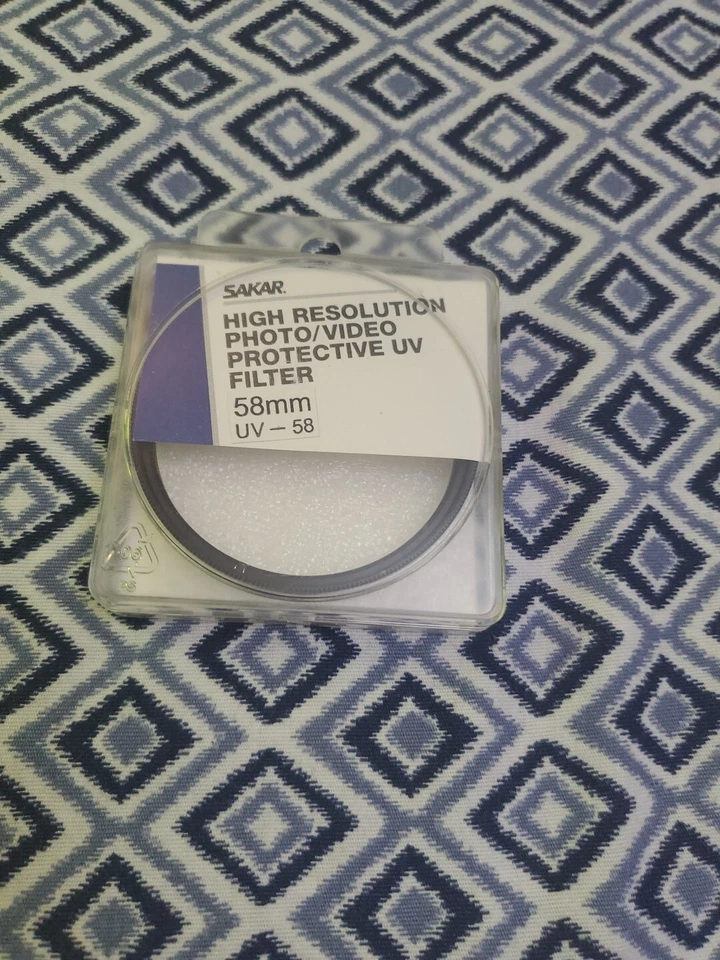 SAKAR.
HIGH RESOLUTION
PHOTO/VIDEO
PROTECTIVE UV
FILTER
58mm
UV – 58